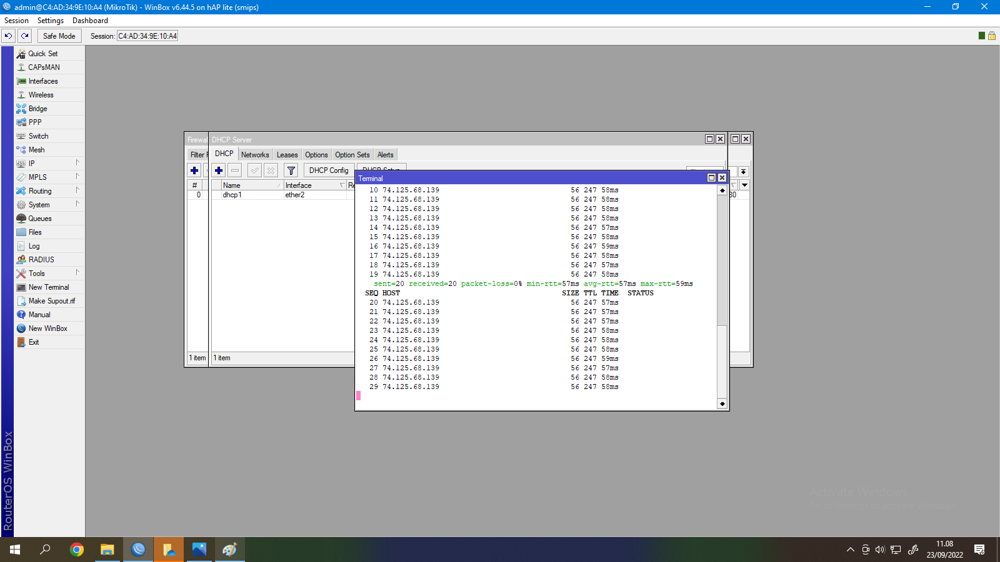 admin@C4:AD:34:9E:10:A4 (MikroTik) - WinBox v6.44.5 on hAP lite (smips)
Session Settings Dashboard
Safe Mode Session: C4:AD:34:9E:10:A4
Quick Set
CAPsMAN
Interfaces
Wireless
Bridge
PPP
Switch
Mesh
IP
MPLS
Routing
System
Queues
Files
Log
RADIUS
Tools
New Terminal
Make Supout.rif
Manual
New WinBox
Exit
RouterOS WinBox
DHCP Server
Filter
DHCP Networks Leases Options Option Sets Alerts
DHCP Config
#
0
1 item
Name Interface
dhcp1 ether2
1 item
Terminal
10 74.125.68.139 56 247 58ms
11 74.125.68.139 56 247 58ms
12 74.125.68.139 56 247 58ms
13 74.125.68.139 56 247 58ms
14 74.125.68.139 56 247 57ms
15 74.125.68.139 56 247 58ms
16 74.125.68.139 56 247 59ms
17 74.125.68.139 56 247 58ms
18 74.125.68.139 56 247 57ms
19 74.125.68.139 56 247 58ms
sent=20 received=20 packet-loss=0% min-rtt=57ms avg-rtt=57ms max-rtt=59ms
SEQ HOST SIZE TTL TIME STATUS
20 74.125.68.139 56 247 57ms
21 74.125.68.139 56 247 57ms
22 74.125.68.139 56 247 57ms
23 74.125.68.139 56 247 58ms
24 74.125.68.139 56 247 58ms
25 74.125.68.139 56 247 58ms
26 74.125.68.139 56 247 59ms
27 74.125.68.139 56 247 57ms
28 74.125.68.139 56 247 58ms
29 74.125.68.139 56 247 58ms
Activate Windows
Go to Settings to activate Windows.
11.08
23/09/2022